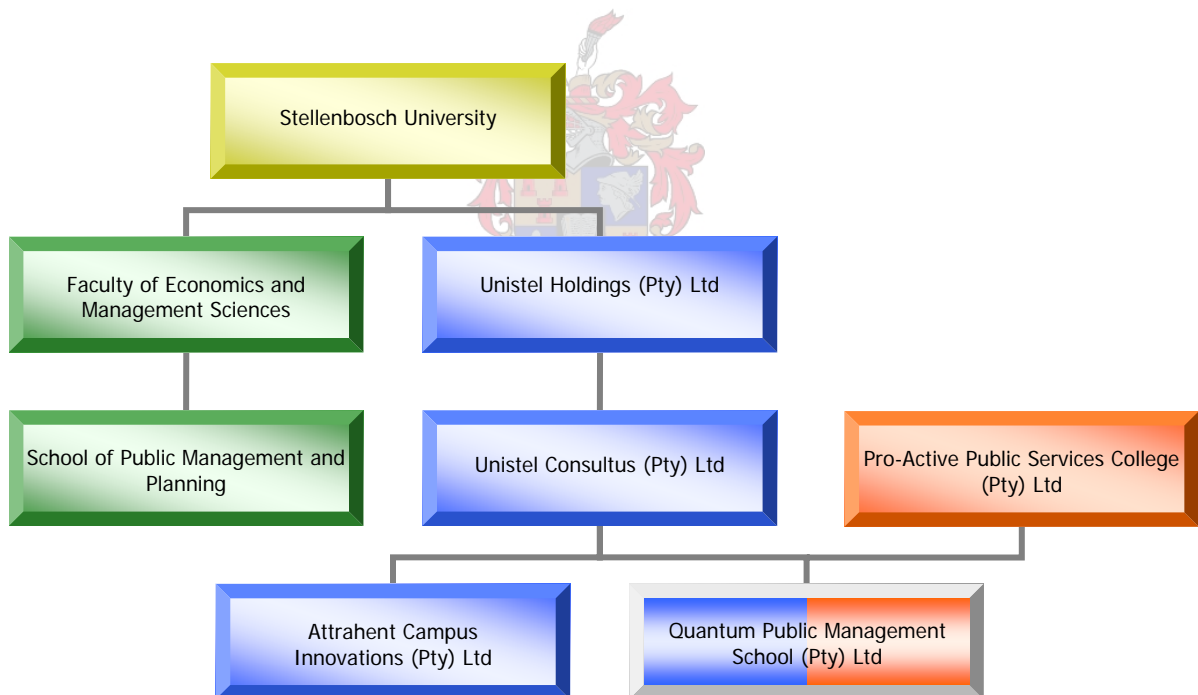 Stellenbosch University
Faculty of Economics and
Management Sciences
Unistel Holdings (Pty) Ltd
School of Public Management and
Planning
Unistel Consultus (Pty) Ltd
Pro-Active Public Services College
(Pty) Ltd
Attrahent Campus
Innovations (Pty) Ltd
Quantum Public Management
School (Pty) Ltd